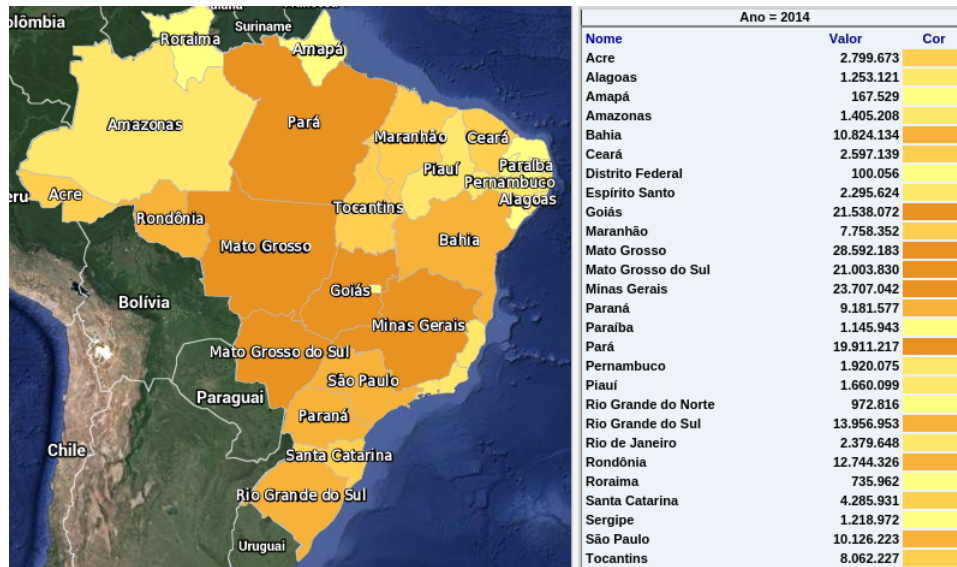 olômbia
Suriname
Roraima
Amapá
Amazonas
Pará
Maranhão
Ceará
Piauí
Paraíba
Pernambuco
Alagoas
Acre
eru
Rondônia
Tocantins
Mato Grosso
Bahia
Bolívia
Goiás
Minas Gerais
Mato Grosso do Sul
São Paulo
Paraguai
Paraná
Chile
Santa Catarina
Rio Grande do Sul
Uruguai
Ano = 2014
Nome Valor Cor
Acre 2.799.673
Alagoas 1.253.121
Amapá 167.529
Amazonas 1.405.208
Bahia 10.824.134
Ceará 2.597.139
Distrito Federal 100.056
Espírito Santo 2.295.624
Goiás 21.538.072
Maranhão 7.758.352
Mato Grosso 28.592.183
Mato Grosso do Sul 21.003.830
Minas Gerais 23.707.042
Paraná 9.181.577
Paraíba 1.145.943
Pará 19.911.217
Pernambuco 1.920.075
Piauí 1.660.099
Rio Grande do Norte 972.816
Rio Grande do Sul 13.956.953
Rio de Janeiro 2.379.648
Rondônia 12.744.326
Roraima 735.962
Santa Catarina 4.285.931
Sergipe 1.218.972
São Paulo 10.126.223
Tocantins 8.062.227